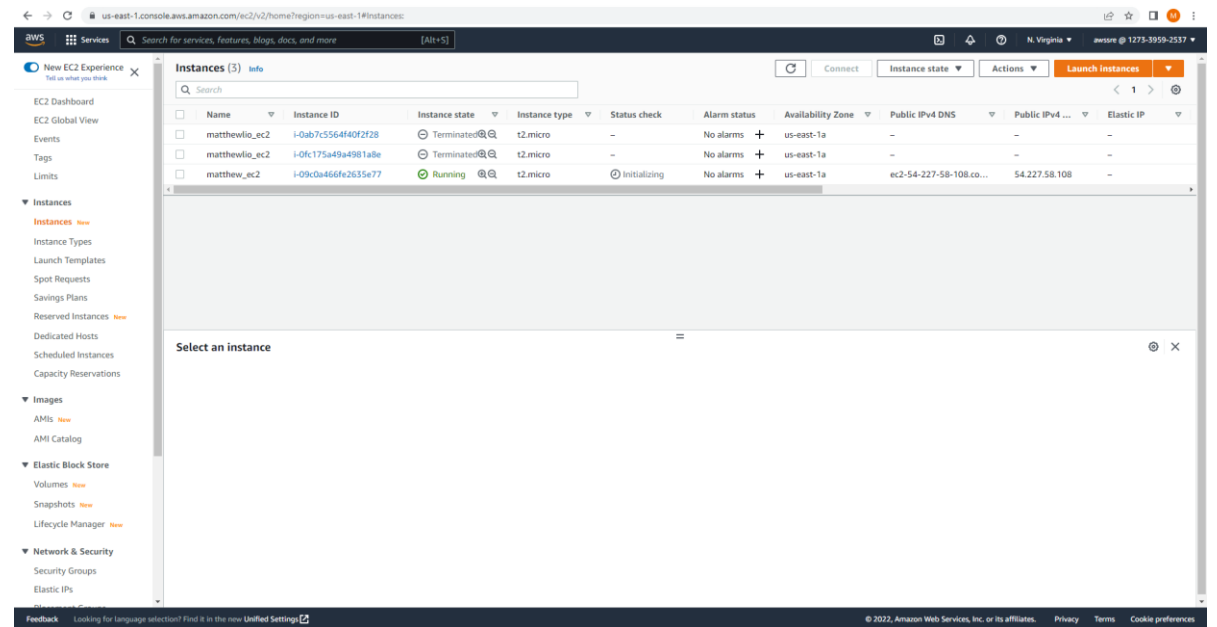 us-east-1.console.aws.amazon.com/ec2/v2/home?region=us-east-1#Instances:
aws Services Search for services, features, blogs, docs, and more [Alt+S] N. Virginia awssre @ 1273-3959-2537
New EC2 Experience
Tell us what you think
EC2 Dashboard
EC2 Global View
Events
Tags
Limits
Instances
Instances New
Instance Types
Launch Templates
Spot Requests
Savings Plans
Reserved Instances New
Dedicated Hosts
Scheduled Instances
Capacity Reservations
Images
AMIs New
AMI Catalog
Elastic Block Store
Volumes New
Snapshots New
Lifecycle Manager New
Network & Security
Security Groups
Elastic IPs
Instances (3) Info Connect Instance state Actions Launch instances
Search 1
Name Instance ID Instance state Instance type Status check Alarm status Availability Zone Public IPv4 DNS Public IPv4 ... Elastic IP
matthewlio_ec2 i-0ab7c5564f40f2f28 Terminated t2.micro – No alarms + us-east-1a – – –
matthewlio_ec2 i-0fc175a49a4981a8e Terminated t2.micro – No alarms + us-east-1a – – –
matthew_ec2 i-09c0a466fe2635e77 Running t2.micro Initializing No alarms + us-east-1a ec2-54-227-58-108.co... 54.227.58.108 –
Select an instance
Feedback Looking for language selection? Find it in the new Unified Settings © 2022, Amazon Web Services, Inc. or its affiliates. Privacy Terms Cookie preferences